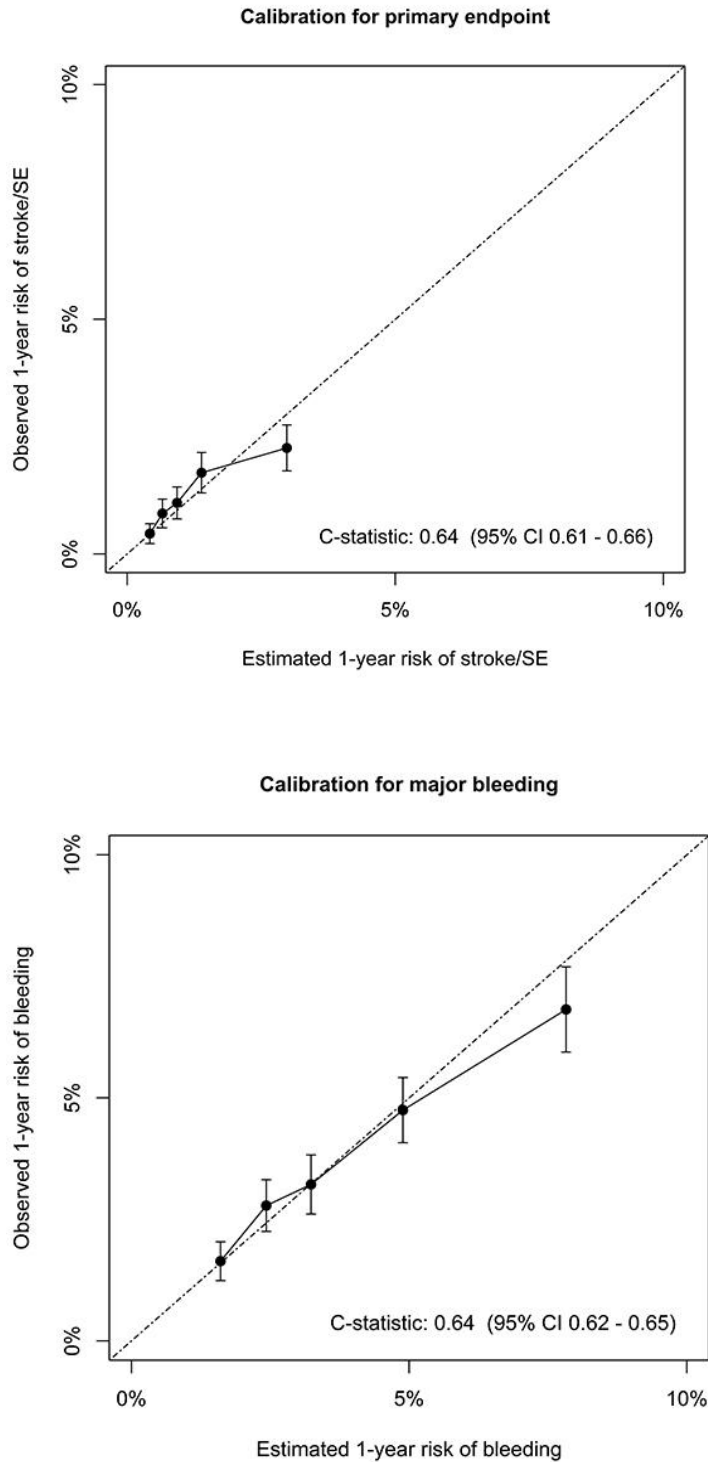 Calibration for primary endpoint
Observed 1-year risk of stroke/SE
10%
5%
0%
C-statistic: 0.64 (95% CI 0.61 - 0.66)
0%
5%
10%
Estimated 1-year risk of stroke/SE
Calibration for major bleeding
Observed 1-year risk of bleeding
10%
5%
0%
C-statistic: 0.64 (95% CI 0.62 - 0.65)
0%
5%
10%
Estimated 1-year risk of bleeding